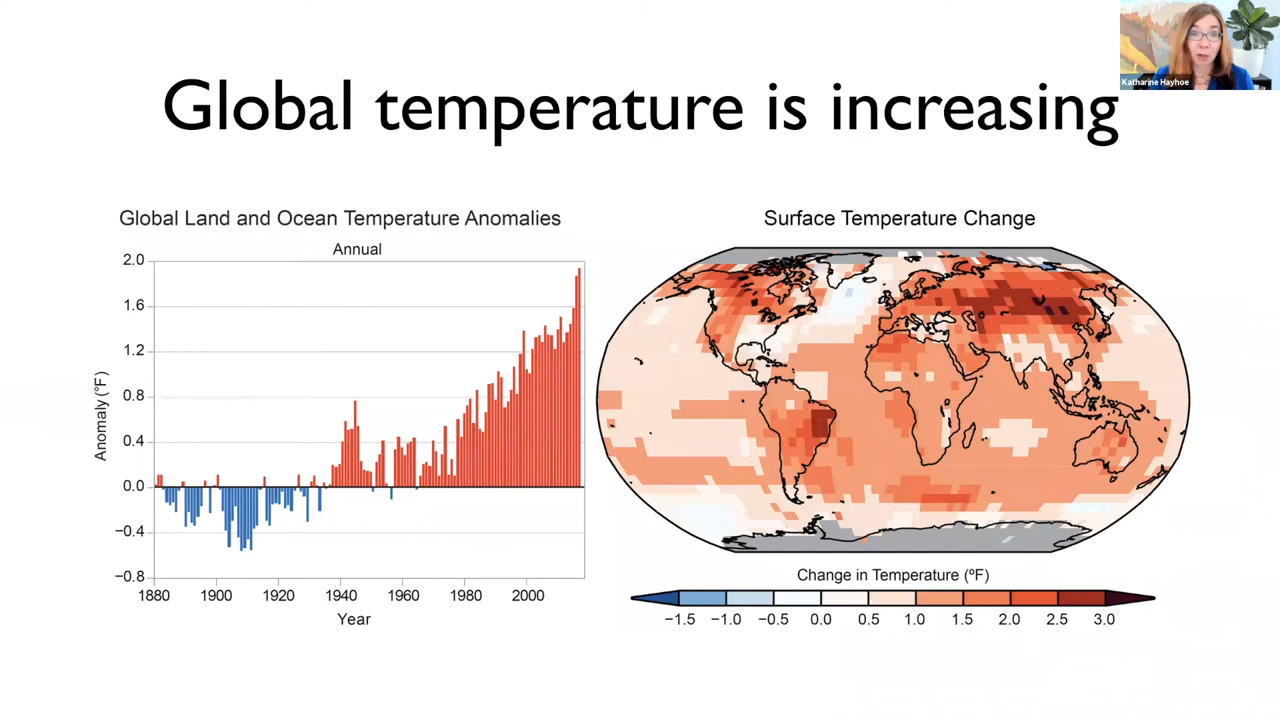 Katharine Hayhoe
Global temperature is increasing
Global Land and Ocean Temperature Anomalies
Annual
2.0
1.6
1.2
0.8
0.4
0.0
−0.4
−0.8
Anomaly (°F)
1880 1900 1920 1940 1960 1980 2000
Year
Surface Temperature Change
Change in Temperature (ºF)
−1.5 −1.0 −0.5 0.0 0.5 1.0 1.5 2.0 2.5 3.0